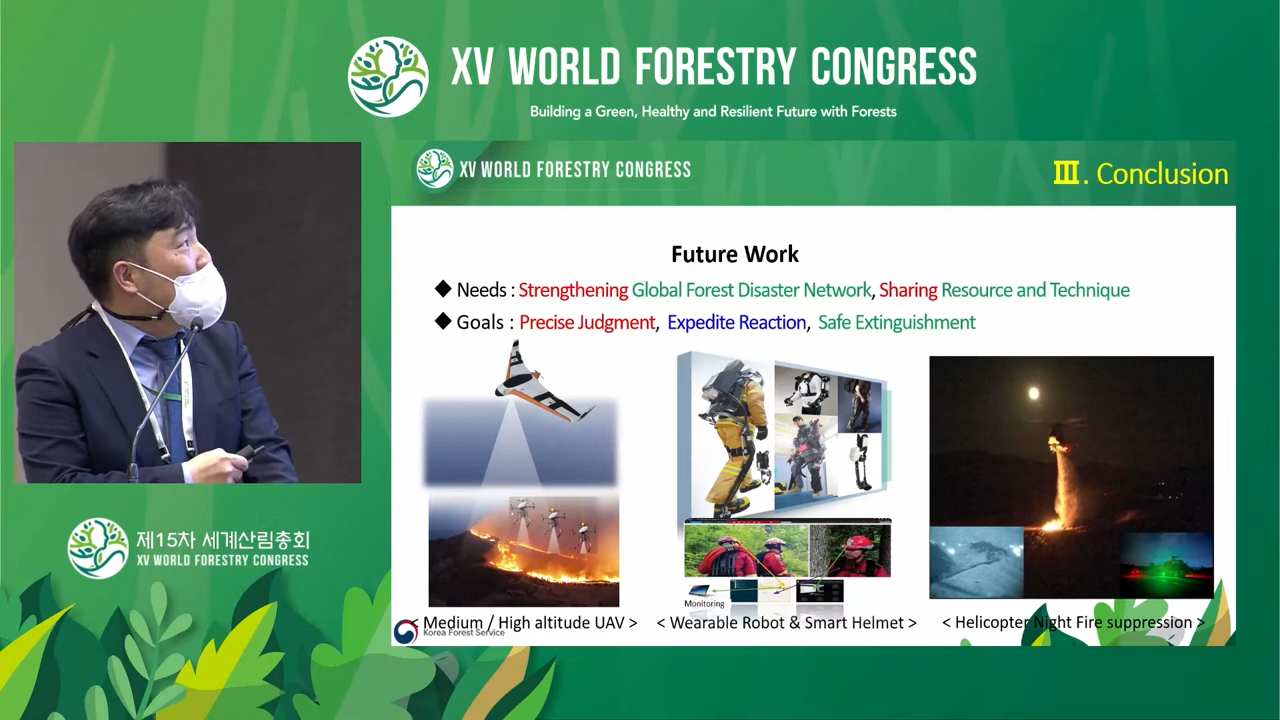 XV WORLD FORESTRY CONGRESS
Building a Green, Healthy and Resilient Future with Forests
XV WORLD FORESTRY CONGRESS
Ⅲ. Conclusion
Future Work
◆ Needs : Strengthening Global Forest Disaster Network, Sharing Resource and Technique
◆ Goals : Precise Judgment, Expedite Reaction, Safe Extinguishment
Monitoring
< Medium / High altitude UAV >
< Wearable Robot & Smart Helmet >
< Helicopter Night Fire suppression >
Korea Forest Service
제15차 세계산림총회
XV WORLD FORESTRY CONGRESS